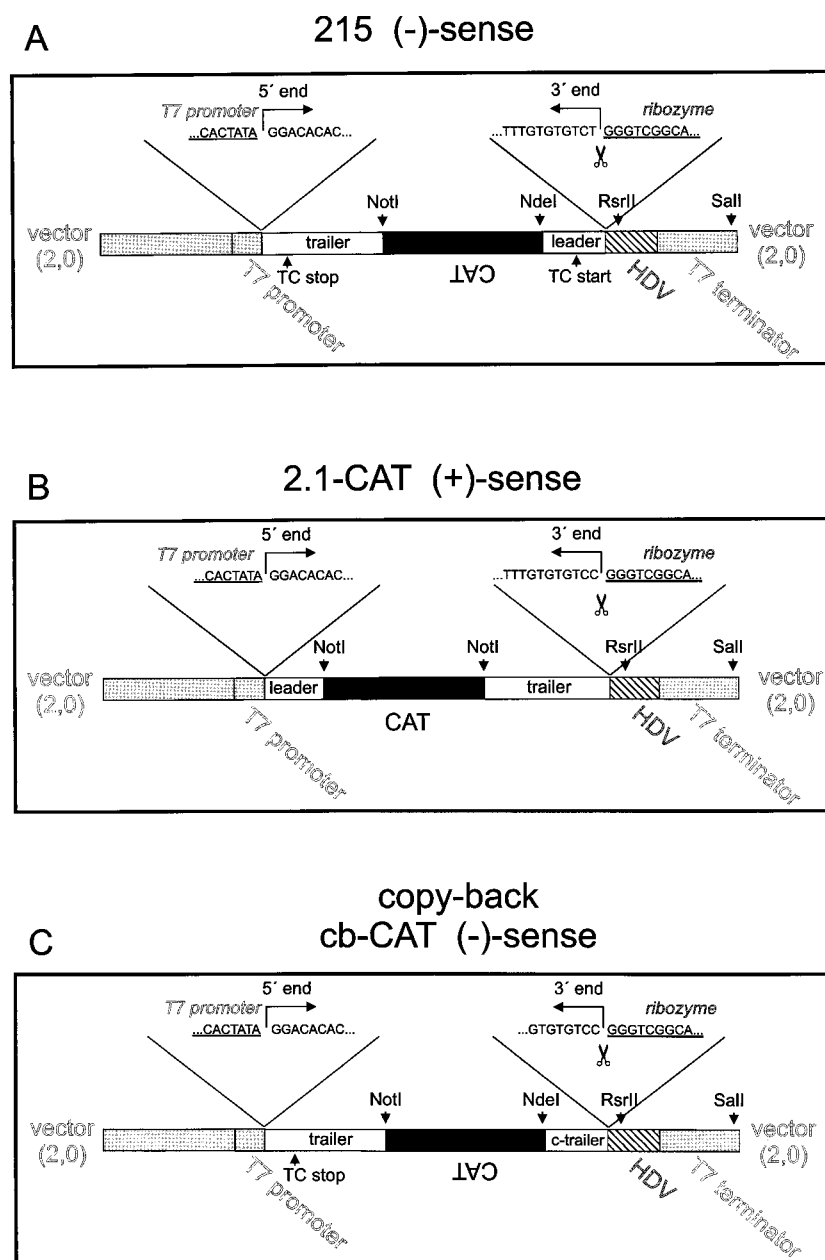 A
215 (-)-sense
5´ end
3´ end
T7 promoter
ribozyme
...CACTATA GGACACAC...
...TTTGTGTGTCT GGGTCGGCA...
NotI
NdeI
RsrII
SalI
vector
(2,0)
trailer
leader
vector
(2,0)
TC stop
CAT
TC start
T7 promoter
HDV
T7 terminator
B
2.1-CAT (+)-sense
5´ end
3´ end
T7 promoter
ribozyme
...CACTATA GGACACAC...
...TTTGTGTGTCC GGGTCGGCA...
NotI
NotI
RsrII
SalI
vector
(2,0)
leader
trailer
vector
(2,0)
CAT
T7 promoter
HDV
T7 terminator
copy-back
C
cb-CAT (-)-sense
5´ end
3´ end
T7 promoter
ribozyme
...CACTATA GGACACAC...
...GTGTGTCC GGGTCGGCA...
NotI
NdeI
RsrII
SalI
vector
(2,0)
trailer
c-trailer
vector
(2,0)
TC stop
CAT
T7 promoter
HDV
T7 terminator